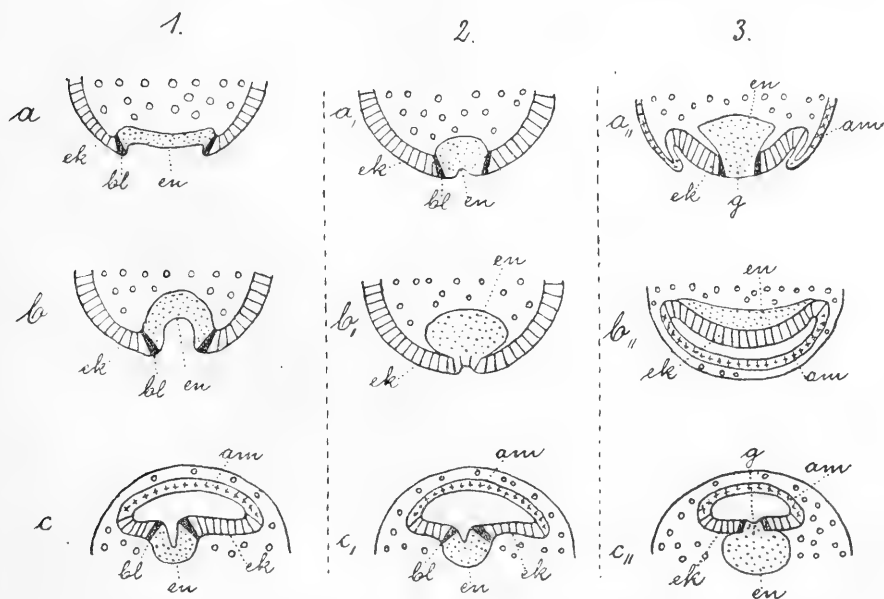 1. 2. 3.
a ek bl en
a, ek bl en
a,, en am ek g
b ek bl en
b, en ek
b,, en ek am
c am bl ek en
c, am bl ek en
c,, g am ek en